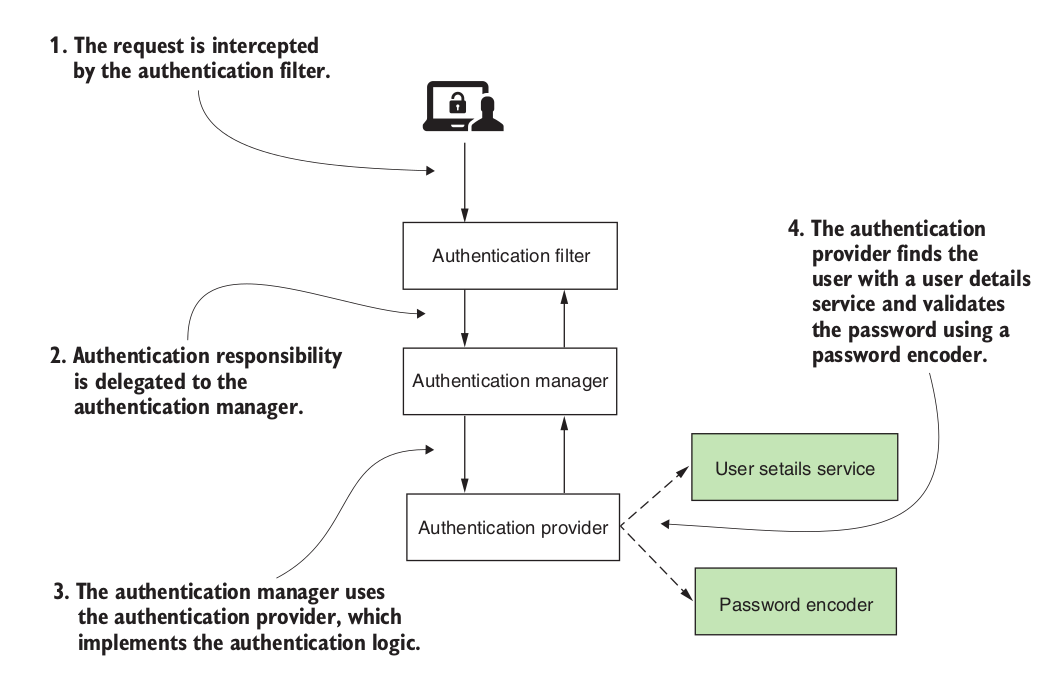 1. The request is intercepted
by the authentication filter.
Authentication filter
4. The authentication
provider finds the
user with a user details
service and validates
the password using a
password encoder.
2. Authentication responsibility
is delegated to the
authentication manager.
Authentication manager
User setails service
Authentication provider
3. The authentication manager uses
the authentication provider, which
implements the authentication logic.
Password encoder